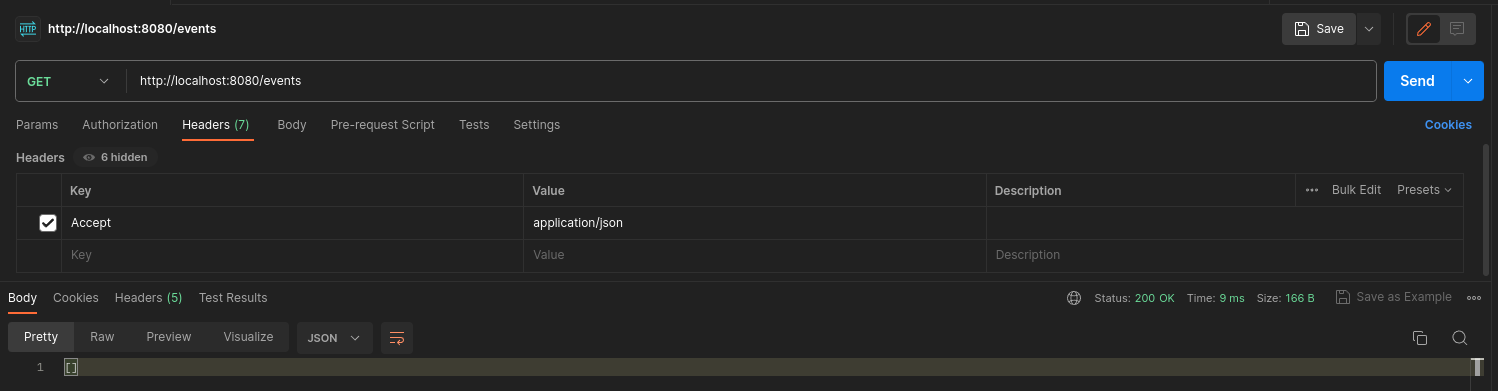 HTTP http://localhost:8080/events Save
GET http://localhost:8080/events Send
Params Authorization Headers (7) Body Pre-request Script Tests Settings Cookies
Headers 6 hidden
Key Value Description Bulk Edit Presets
Accept application/json
Key Value Description
Body Cookies Headers (5) Test Results Status: 200 OK Time: 9 ms Size: 166 B Save as Example
Pretty Raw Preview Visualize JSON
1 []